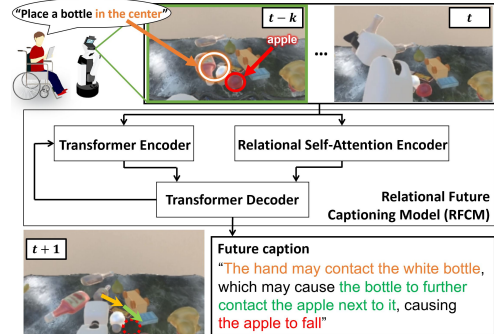 “Place a bottle in the center”
t − k
t
apple
...
Transformer Encoder
Relational Self-Attention Encoder
Transformer Decoder
Relational Future
Captioning Model (RFCM)
t + 1
Future caption
“The hand may contact the white bottle,
which may cause the bottle to further
contact the apple next to it, causing
the apple to fall”